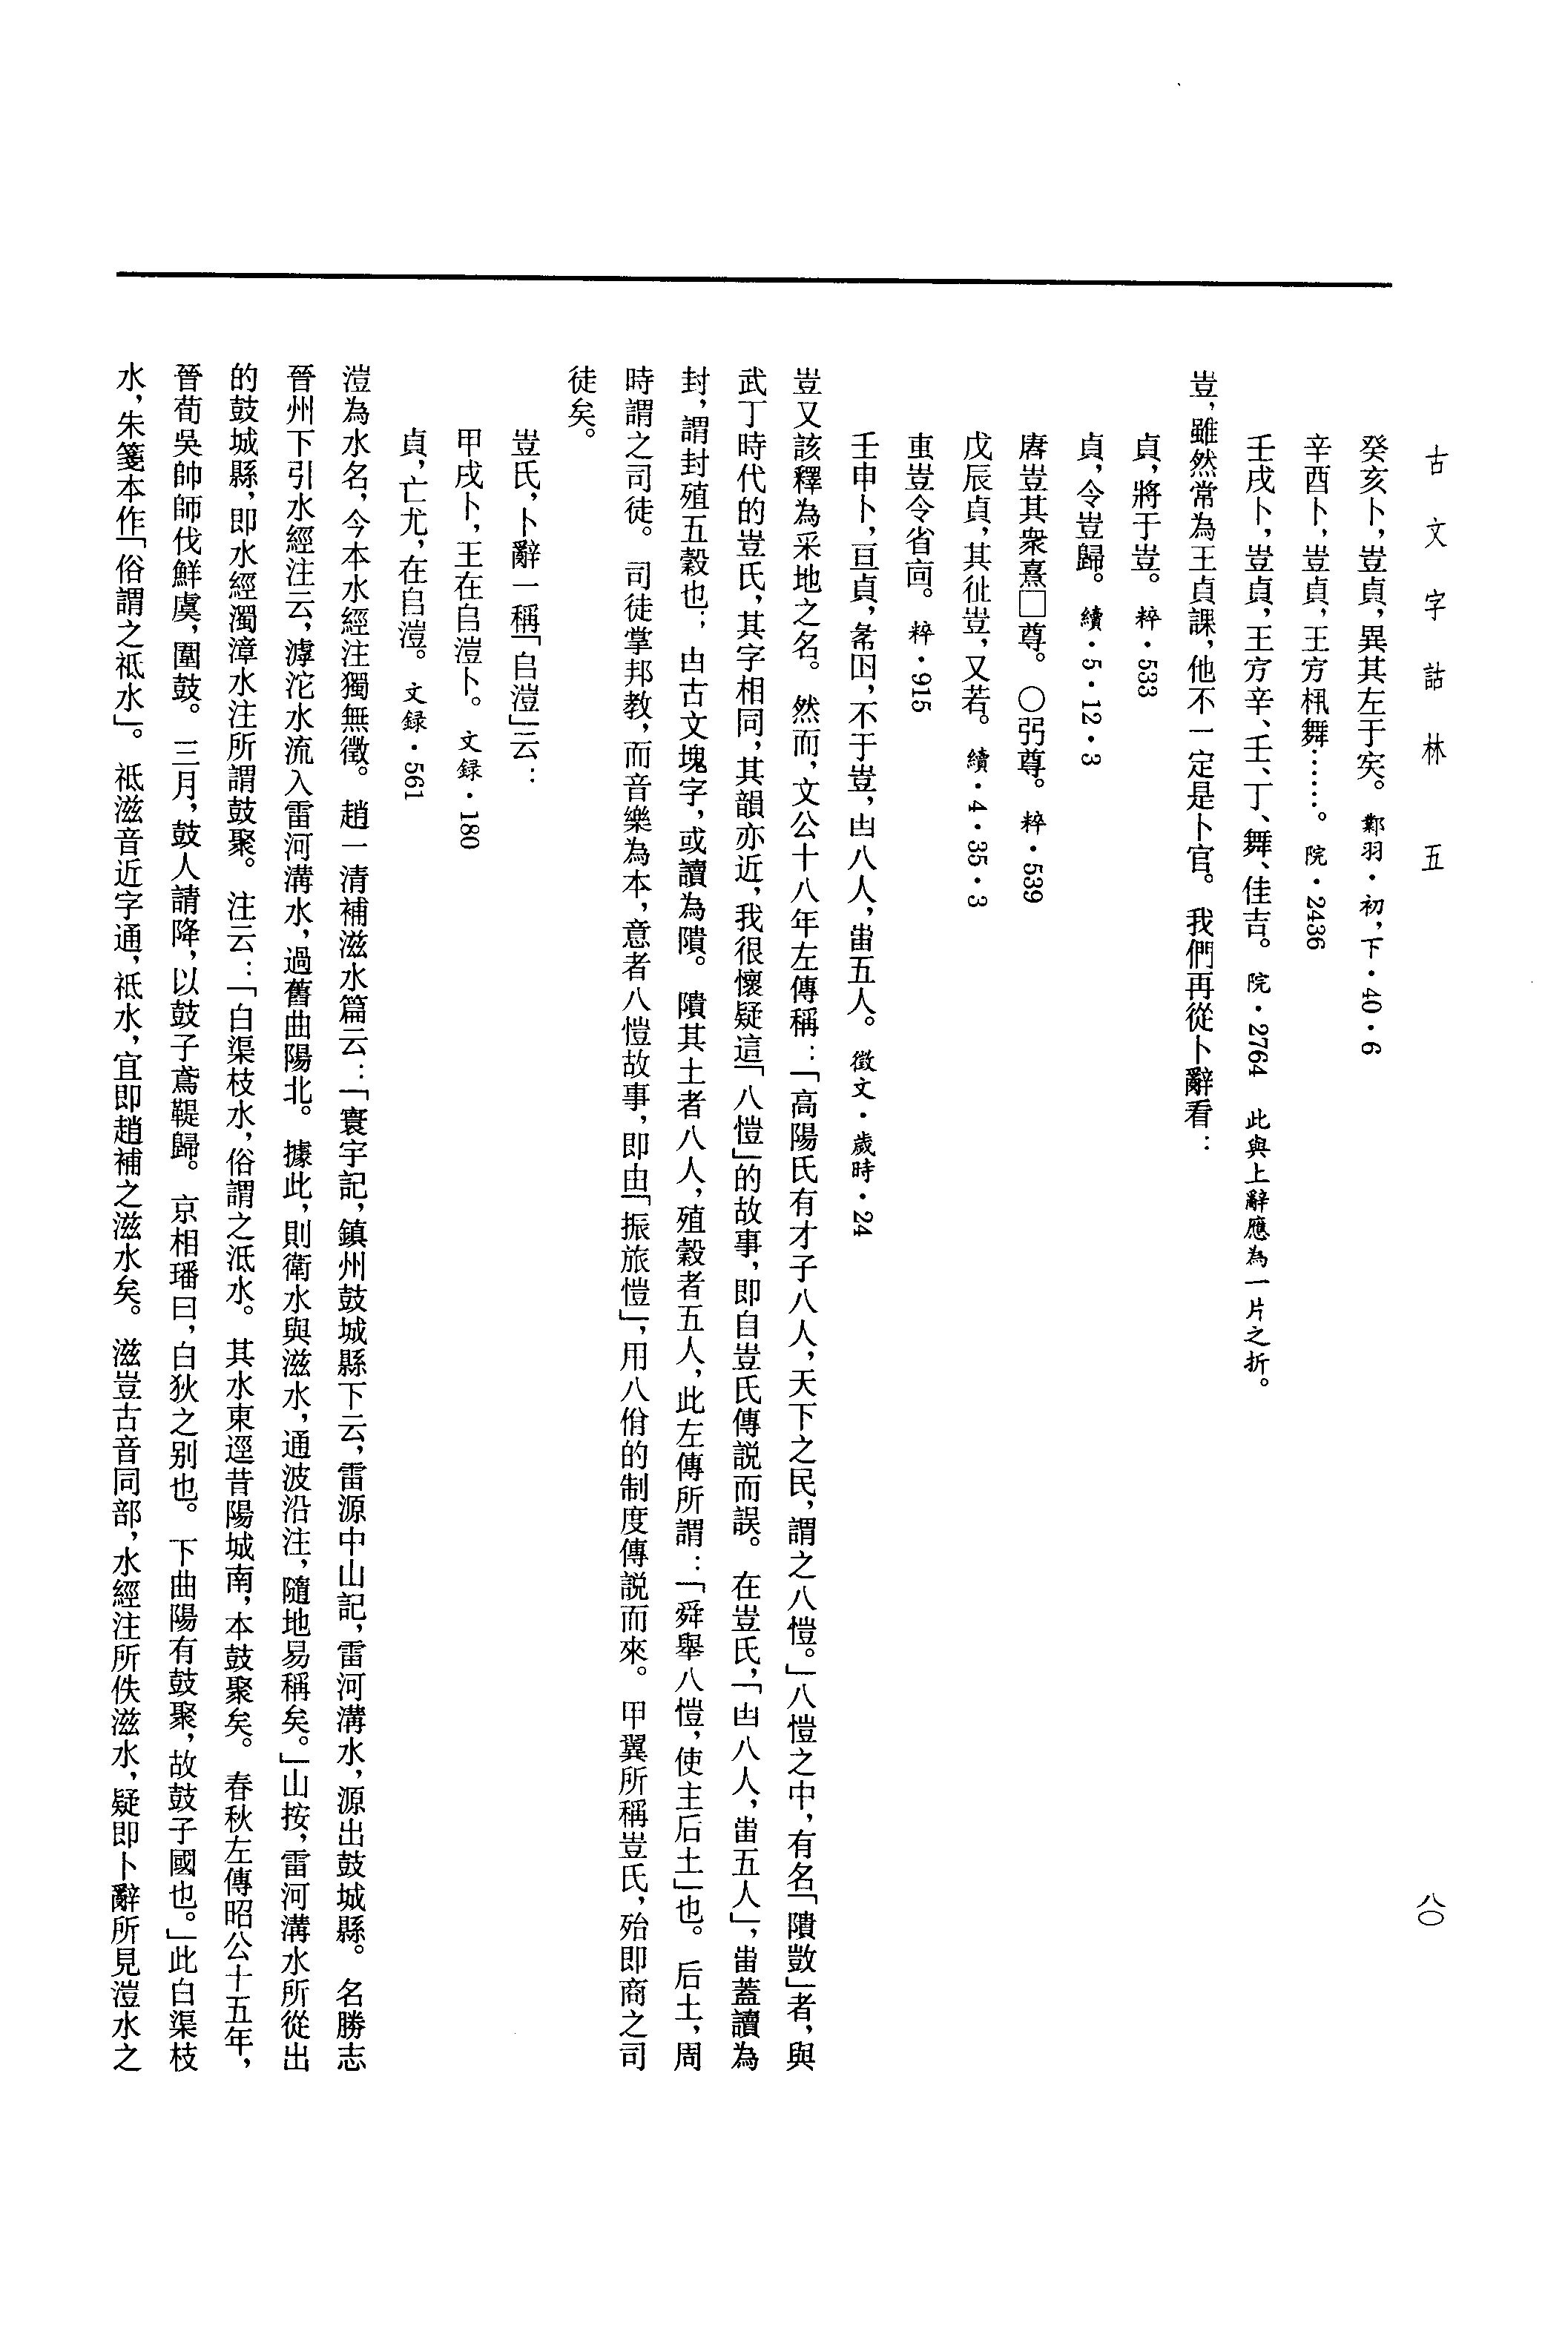 古文字詁林　五
八〇
癸亥卜，豈貞，異其左于㚔。鄴羽・初，下・40・6
辛酉卜，豈貞，王方㭉舞……。院・2436
壬戌卜，豈貞，王方辛、壬、丁、舞、佳吉。院・2764　此與上辭應為一片之折。
豈，雖然常為王貞課，他不一定是卜官。我們再從卜辭看：
貞，將于豈。粹・533
貞，令豈歸。續・5・12・3
豈其衆熹□尊。〇弜尊。粹・539
戊辰貞，其㣔豈，又若。續・4・35・3
叀豈令省㐭。粹・915
壬申卜，亘貞，𢁉囚，不于豈，甶八人，𤰔五人。徵文・歲時・24
豈又該釋為采地之名。然而，文公十八年左傳稱：「高陽氏有才子八人，天下之民，謂之八愷。」八愷之中，有名「隤敳」者，與
武丁時代的豈氏，其字相同，其韻亦近，我很懷疑這「八愷」的故事，即自豈氏傳説而誤。在豈氏，「甶八人，𤰔五人」，𤰔蓋讀為
封，謂封殖五穀也；甶古文塊字，或讀為隤。隤其土者八人，殖穀者五人，此左傳所謂：「舜舉八愷，使主后土」也。后土，周
時謂之司徒。司徒掌邦教，而音樂為本，意者八愷故事，即由「振旅愷」，用八佾的制度傳説而來。甲翼所稱豈氏，殆即商之司
徒矣。
豈氏，卜辭一稱「𠂤溰」云：
甲戌卜，王在𠂤溰卜。文録・180
貞，亡尤，在𠂤溰。文録・561
溰為水名，今本水經注獨無徵。趙一清補滋水篇云：「寰宇記，鎮州鼓城縣下云，雷源中山記，雷河溝水，源出鼓城縣。名勝志
晉州下引水經注云，滹沱水流入雷河溝水，過舊曲陽北。據此，則衛水與滋水，通波沿注，隨地易稱矣。」山按，雷河溝水所從出
的鼓城縣，即水經濁漳水注所謂鼓聚。注云：「白渠枝水，俗謂之泜水。其水東逕昔陽城南，本鼓聚矣。春秋左傳昭公十五年，
晉荀吳帥師伐鮮虞，圍鼓。三月，鼓人請降，以鼓子鳶鞮歸。京相璠曰，白狄之别也。下曲陽有鼓聚，故鼓子國也。」此白渠枝
水，朱箋本作「俗謂之祗水」。祗滋音近字通，祗水，宜即趙補之滋水矣。滋豈古音同部，水經注所佚滋水，疑即卜辭所見溰水之